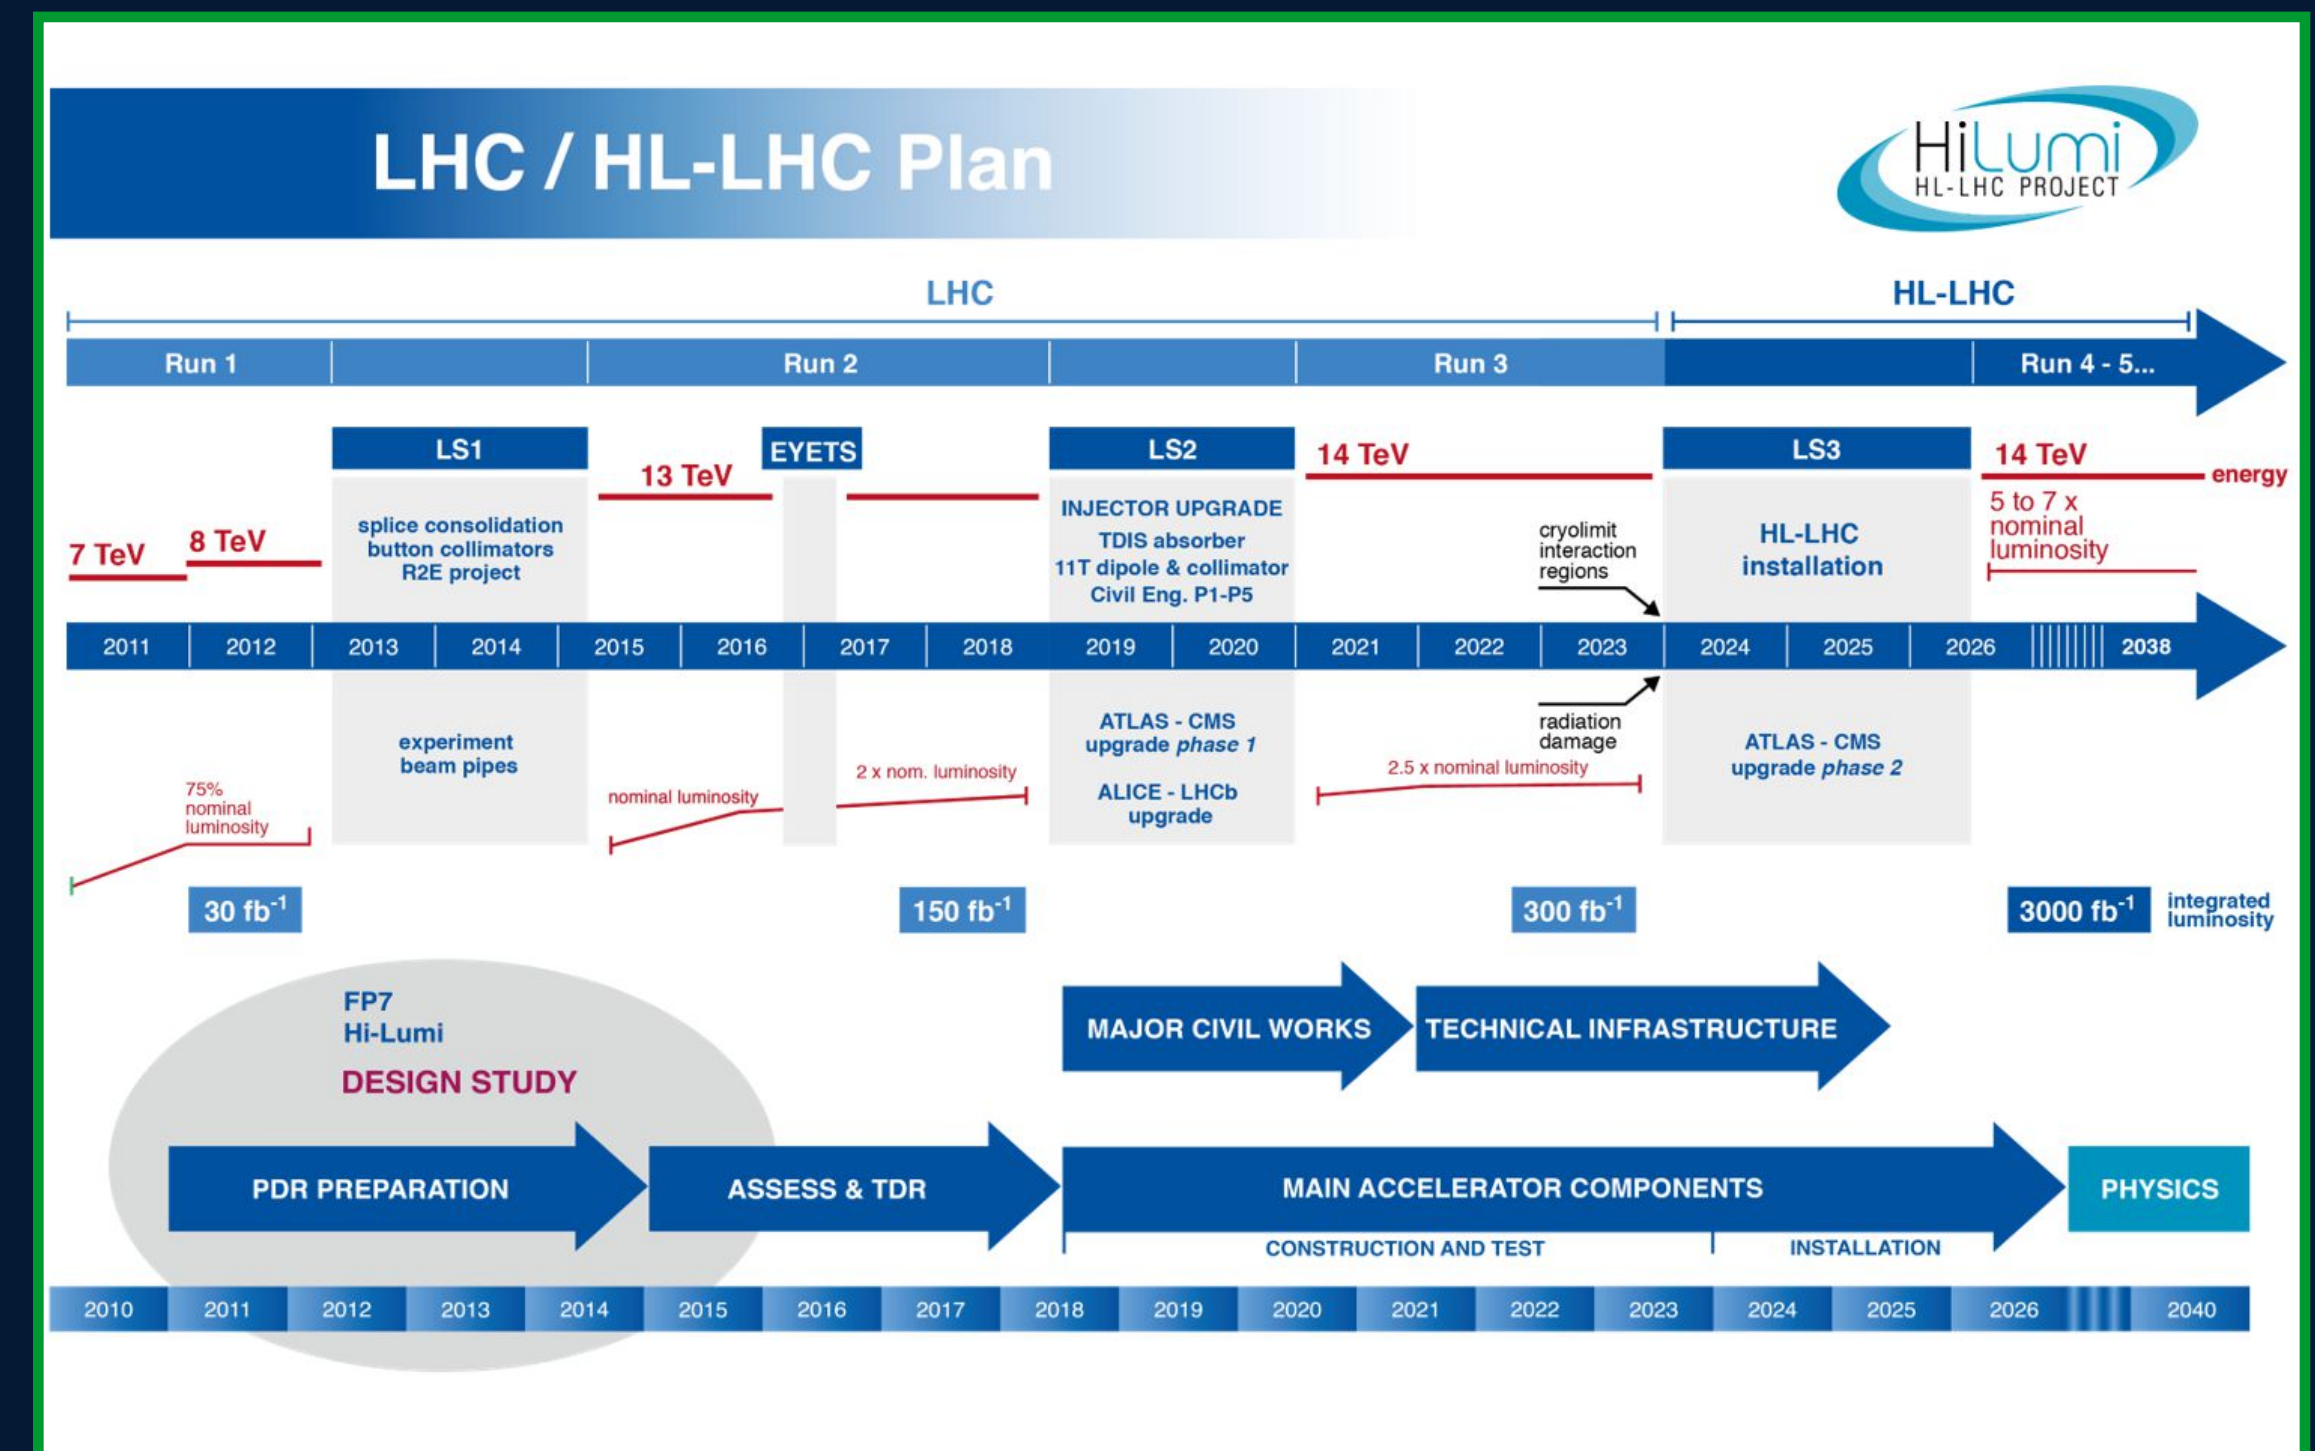 LHC / HL-LHC Plan
HiLumi
HL-LHC PROJECT
LHC
HL-LHC
Run 1
Run 2
Run 3
Run 4 - 5...
LS1
EYETS
LS2
14 TeV
LS3
14 TeV
energy
13 TeV
7 TeV
8 TeV
splice consolidation
button collimators
R2E project
INJECTOR UPGRADE
TDIS absorber
11T dipole & collimator
Civil Eng. P1-P5
cryolimit
interaction
regions
HL-LHC
installation
5 to 7 x
nominal
luminosity
2011 2012 2013 2014 2015 2016 2017 2018 2019 2020 2021 2022 2023 2024 2025 2026 2038
75%
nominal
luminosity
experiment
beam pipes
nominal luminosity
2 x nom. luminosity
ATLAS - CMS
upgrade phase 1
ALICE - LHCb
upgrade
2.5 x nominal luminosity
radiation
damage
ATLAS - CMS
upgrade phase 2
30 fb⁻¹
150 fb⁻¹
300 fb⁻¹
3000 fb⁻¹
integrated
luminosity
FP7
Hi-Lumi
DESIGN STUDY
MAJOR CIVIL WORKS
TECHNICAL INFRASTRUCTURE
PDR PREPARATION
ASSESS & TDR
MAIN ACCELERATOR COMPONENTS
PHYSICS
CONSTRUCTION AND TEST
INSTALLATION
2010 2011 2012 2013 2014 2015 2016 2017 2018 2019 2020 2021 2022 2023 2024 2025 2026 2040